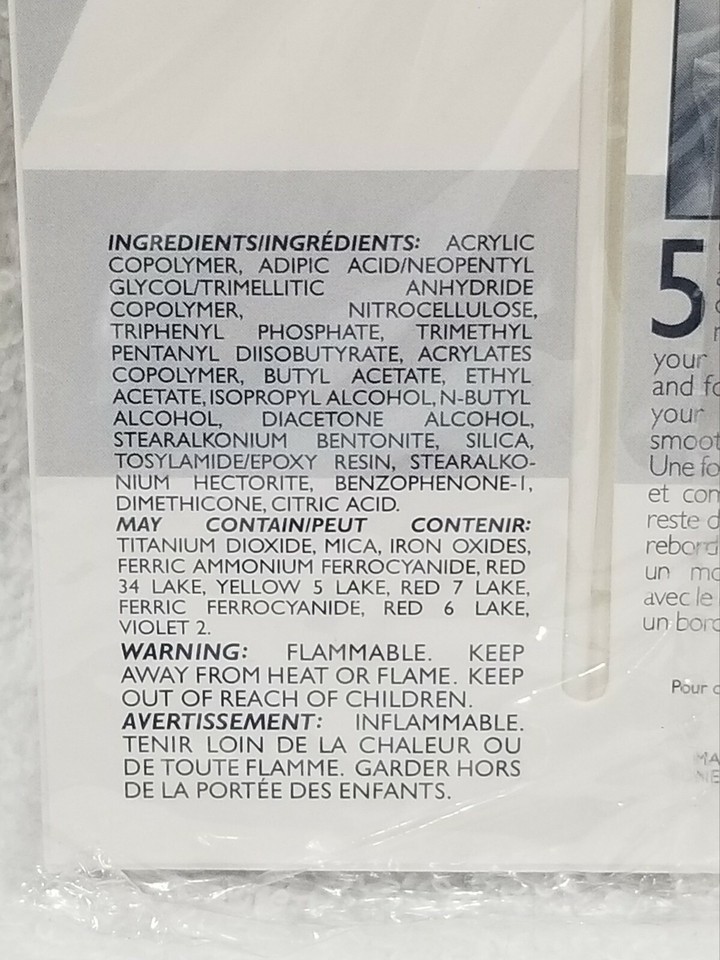 INGREDIENTS/INGRÉDIENTS: ACRYLIC
COPOLYMER, ADIPIC ACID/NEOPENTYL
GLYCOL/TRIMELLITIC ANHYDRIDE
COPOLYMER, NITROCELLULOSE,
TRIPHENYL PHOSPHATE, TRIMETHYL
PENTANYL DIISOBUTYRATE, ACRYLATES
COPOLYMER, BUTYL ACETATE, ETHYL
ACETATE, ISOPROPYL ALCOHOL, N-BUTYL
ALCOHOL, DIACETONE ALCOHOL,
STEARALKONIUM BENTONITE, SILICA,
TOSYLAMIDE/EPOXY RESIN, STEARALKO-
NIUM HECTORITE, BENZOPHENONE-1,
DIMETHICONE, CITRIC ACID.
MAY CONTAIN/PEUT CONTENIR:
TITANIUM DIOXIDE, MICA, IRON OXIDES,
FERRIC AMMONIUM FERROCYANIDE, RED
34 LAKE, YELLOW 5 LAKE, RED 7 LAKE,
FERRIC FERROCYANIDE, RED 6 LAKE,
VIOLET 2.
WARNING: FLAMMABLE. KEEP
AWAY FROM HEAT OR FLAME. KEEP
OUT OF REACH OF CHILDREN.
AVERTISSEMENT: INFLAMMABLE.
TENIR LOIN DE LA CHALEUR OU
DE TOUTE FLAMME. GARDER HORS
DE LA PORTÉE DES ENFANTS.
5
your
and
your
smoot
Une
et con
reste d
rebord
un
avec le
un bord
Pour